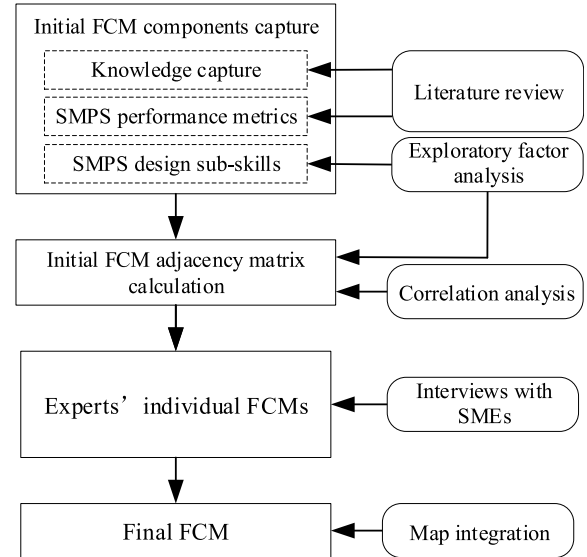 Initial FCM components capture
Knowledge capture
SMPS performance metrics
SMPS design sub-skills
Literature review
Exploratory factor
analysis
Initial FCM adjacency matrix
calculation
Correlation analysis
Experts’ individual FCMs
Interviews with
SMEs
Final FCM
Map integration